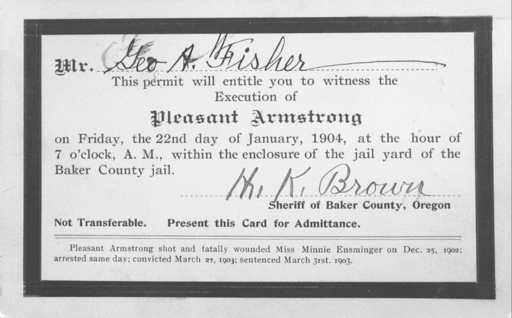 Mr. Geo A. Fisher
This permit will entitle you to witness the
Execution of
Pleasant Armstrong
on Friday, the 22nd day of January, 1904, at the hour of
7 o'clock, A. M., within the enclosure of the jail yard of the
Baker County jail.
H. K. Brown
Sheriff of Baker County, Oregon
Not Transferable. Present this Card for Admittance.
Pleasant Armstrong shot and fatally wounded Miss Minnie Ensminger on Dec. 25, 1902;
arrested same day; convicted March 27, 1903; sentenced March 31st, 1903.